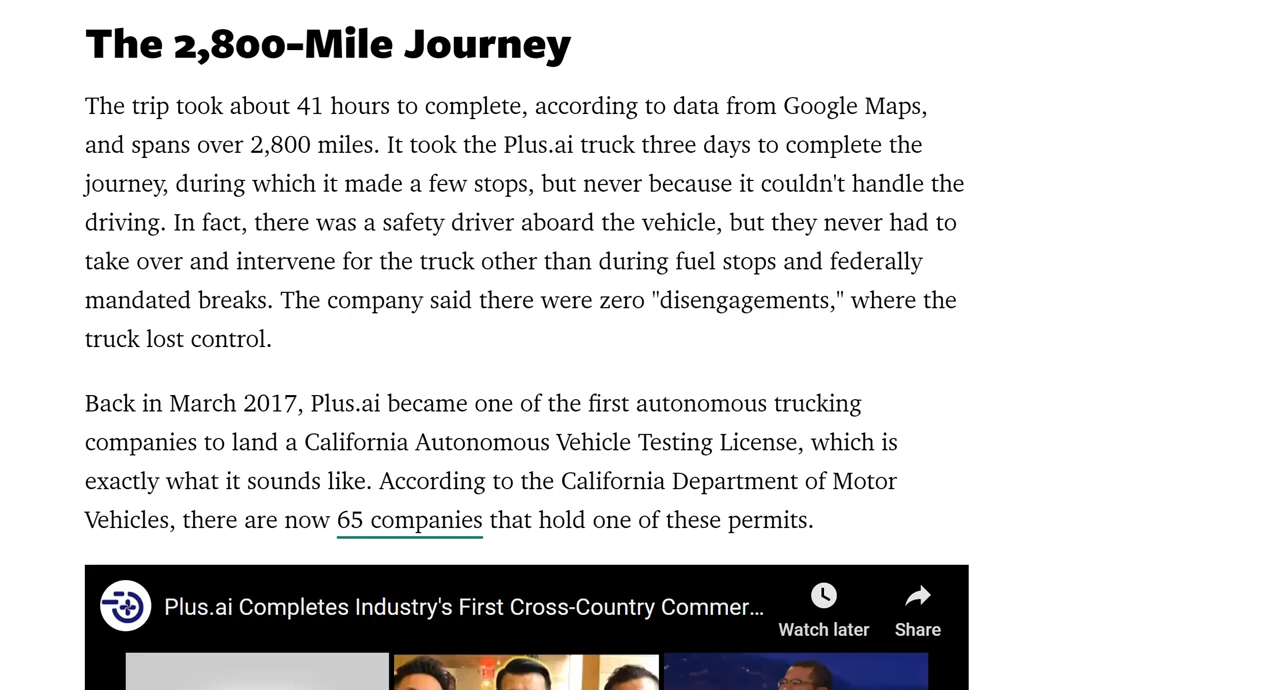 The 2,800-Mile Journey
The trip took about 41 hours to complete, according to data from Google Maps,
and spans over 2,800 miles. It took the Plus.ai truck three days to complete the
journey, during which it made a few stops, but never because it couldn't handle the
driving. In fact, there was a safety driver aboard the vehicle, but they never had to
take over and intervene for the truck other than during fuel stops and federally
mandated breaks. The company said there were zero "disengagements," where the
truck lost control.
Back in March 2017, Plus.ai became one of the first autonomous trucking
companies to land a California Autonomous Vehicle Testing License, which is
exactly what it sounds like. According to the California Department of Motor
Vehicles, there are now 65 companies that hold one of these permits.
Plus.ai Completes Industry's First Cross-Country Commer...
Watch later
Share